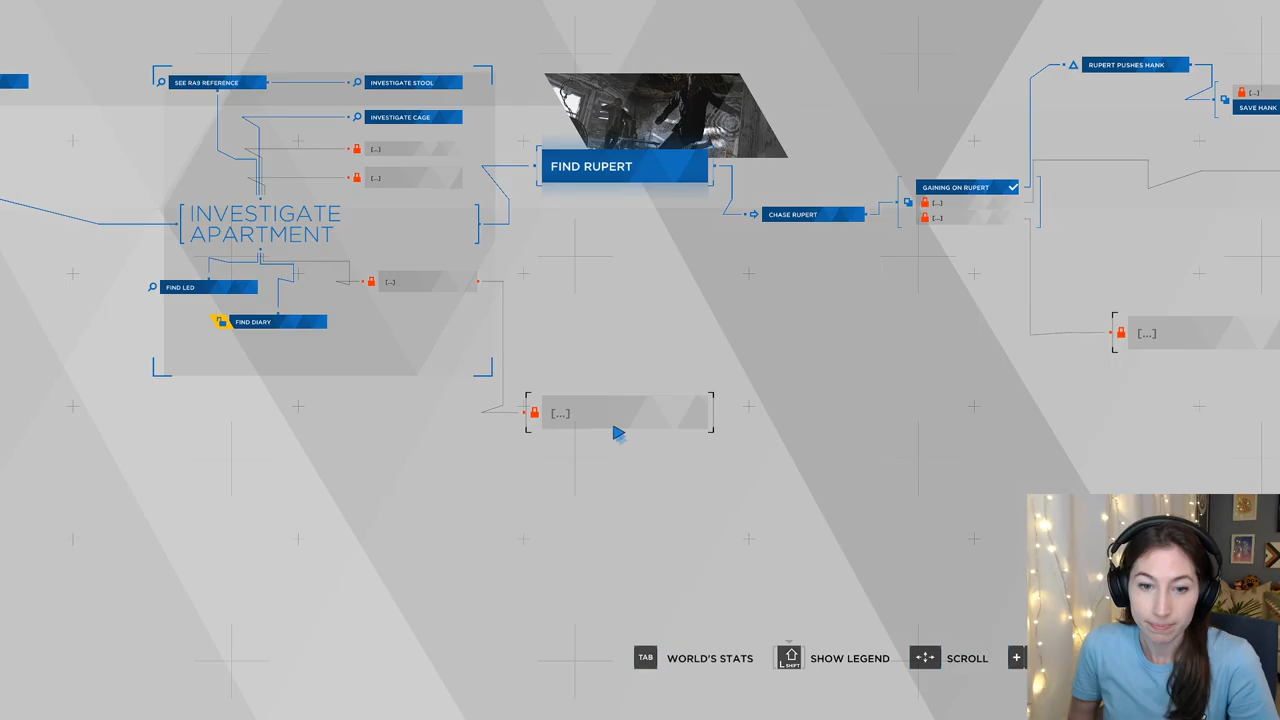 SEE RA9 REFERENCE
INVESTIGATE STOOL
INVESTIGATE CAGE
[...]
[...]
INVESTIGATE
APARTMENT
FIND LED
[...]
FIND DIARY
FIND RUPERT
[...]
CHASE RUPERT
GAINING ON RUPERT
[...]
[...]
RUPERT PUSHES HANK
[...]
SAVE HANK
[...]
TAB WORLD'S STATS
L SHIFT SHOW LEGEND
SCROLL
+